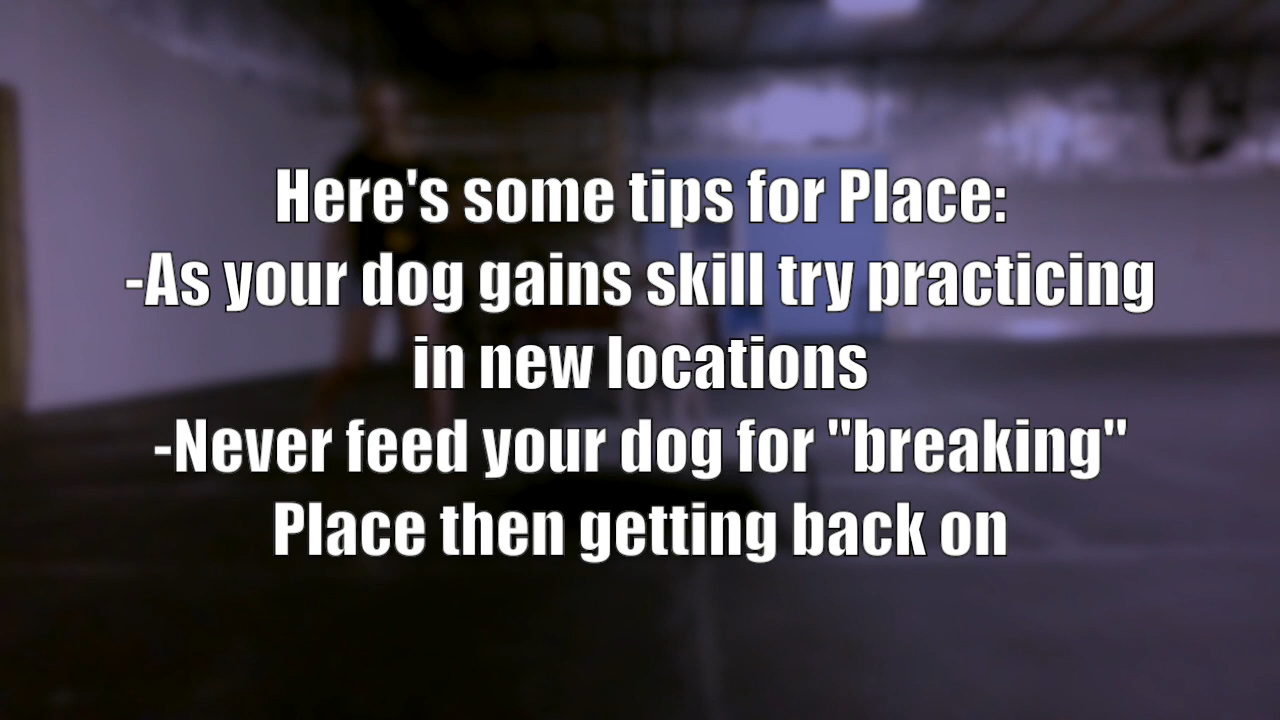 Here's some tips for Place:
-As your dog gains skill try practicing
in new locations
-Never feed your dog for "breaking"
Place then getting back on